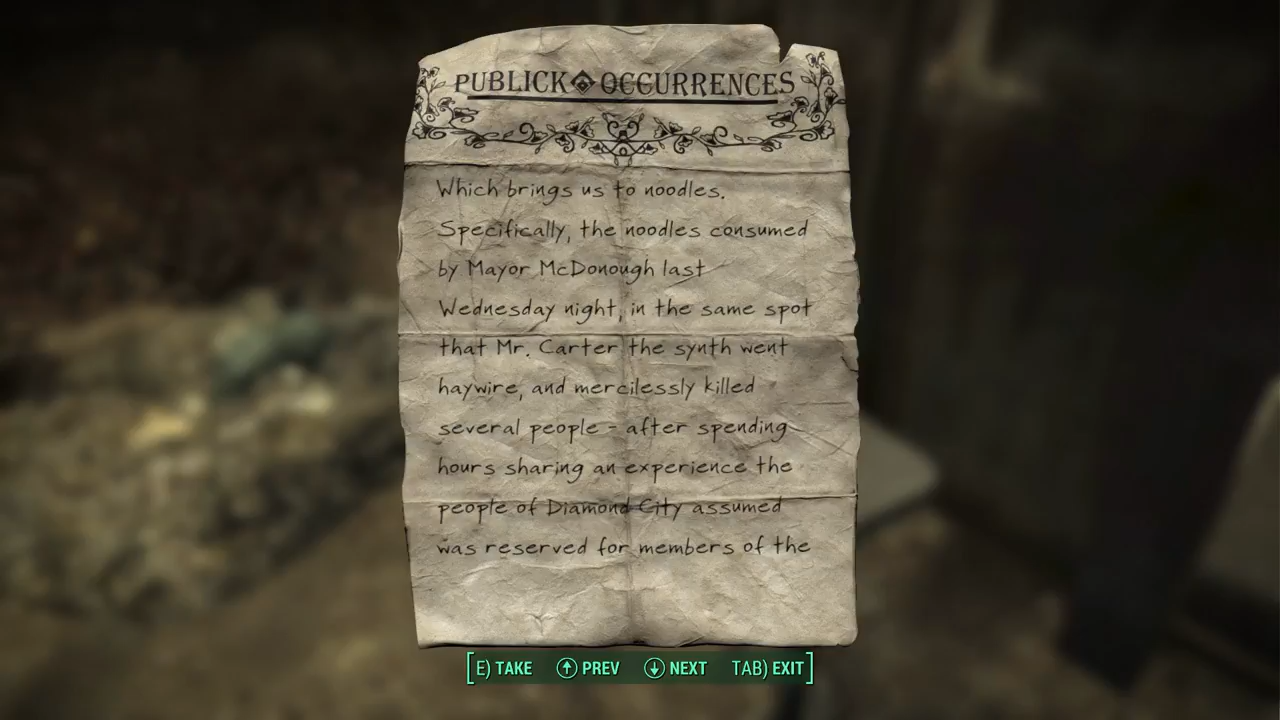 PUBLICK OCCURRENCES
Which brings us to noodles.
Specifically, the noodles consumed
by Mayor McDonough last
Wednesday night, in the same spot
that Mr. Carter the synth went
haywire, and mercilessly killed
several people - after spending
hours sharing an experience the
people of Diamond City assumed
was reserved for members of the
E) TAKE PREV NEXT TAB) EXIT